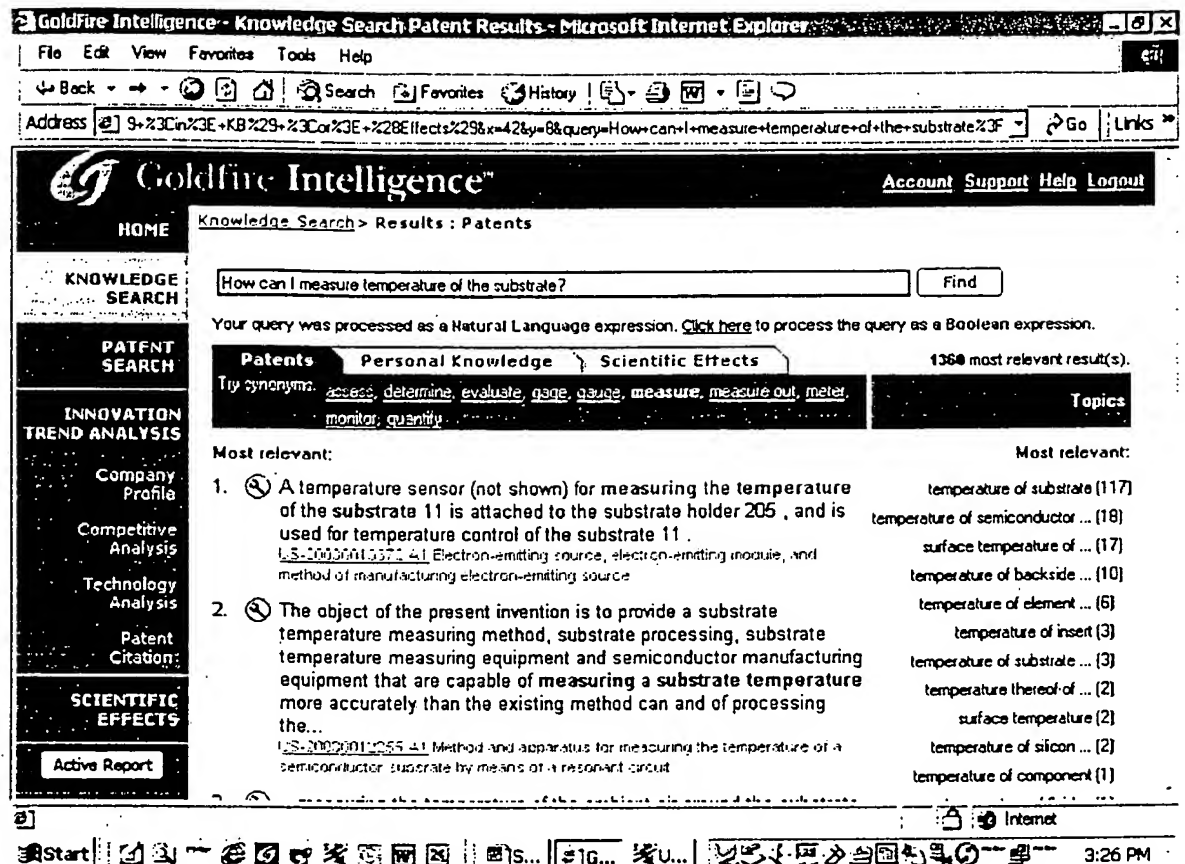 GoldFire Intelligence - Knowledge Search Patent Results - Microsoft Internet Explorer
File Edit View Favorites Tools Help
Back Search Favorites History
Address 9+%3Cin%3E+KB%29+%3Cor%3E+%28Effects%29&x=42&y=8&query=How+can+I+measure+temperature+of+the+substrate%3F Go Links »
Goldfire Intelligence™
Account Support Help Logout
HOME
Knowledge Search > Results : Patents
KNOWLEDGE SEARCH
How can I measure temperature of the substrate? Find
Your query was processed as a Natural Language expression. Click here to process the query as a Boolean expression.
PATENT SEARCH
Patents Personal Knowledge Scientific Effects 1360 most relevant result(s).
Try synonyms: assess, determine, evaluate, gage, gauge, measure, measure out, meter,
monitor, quantify
Topics
INNOVATION TREND ANALYSIS
Company Profile
Competitive Analysis
Technology Analysis
Patent Citation
SCIENTIFIC EFFECTS
Active Report
Most relevant:
1. A temperature sensor (not shown) for measuring the temperature
of the substrate 11 is attached to the substrate holder 205 , and is
used for temperature control of the substrate 11 .
Electron-emitting source, electron-emitting module, and
method of manufacturing electron-emitting source
2. The object of the present invention is to provide a substrate
temperature measuring method, substrate processing, substrate
temperature measuring equipment and semiconductor manufacturing
equipment that are capable of measuring a substrate temperature
more accurately than the existing method can and of processing
the...
Method and apparatus for measuring the temperature of a
semiconductor substrate by means of a resonant circuit
Most relevant:
temperature of substrate (117)
temperature of semiconductor ... (18)
surface temperature of ... (17)
temperature of backside ... (10)
temperature of element ... (6)
temperature of insert (3)
temperature of substrate ... (3)
temperature thereof of ... (2)
surface temperature (2)
temperature of silicon ... (2)
temperature of component (1)
Internet
Start S... G... U... 3:26 PM